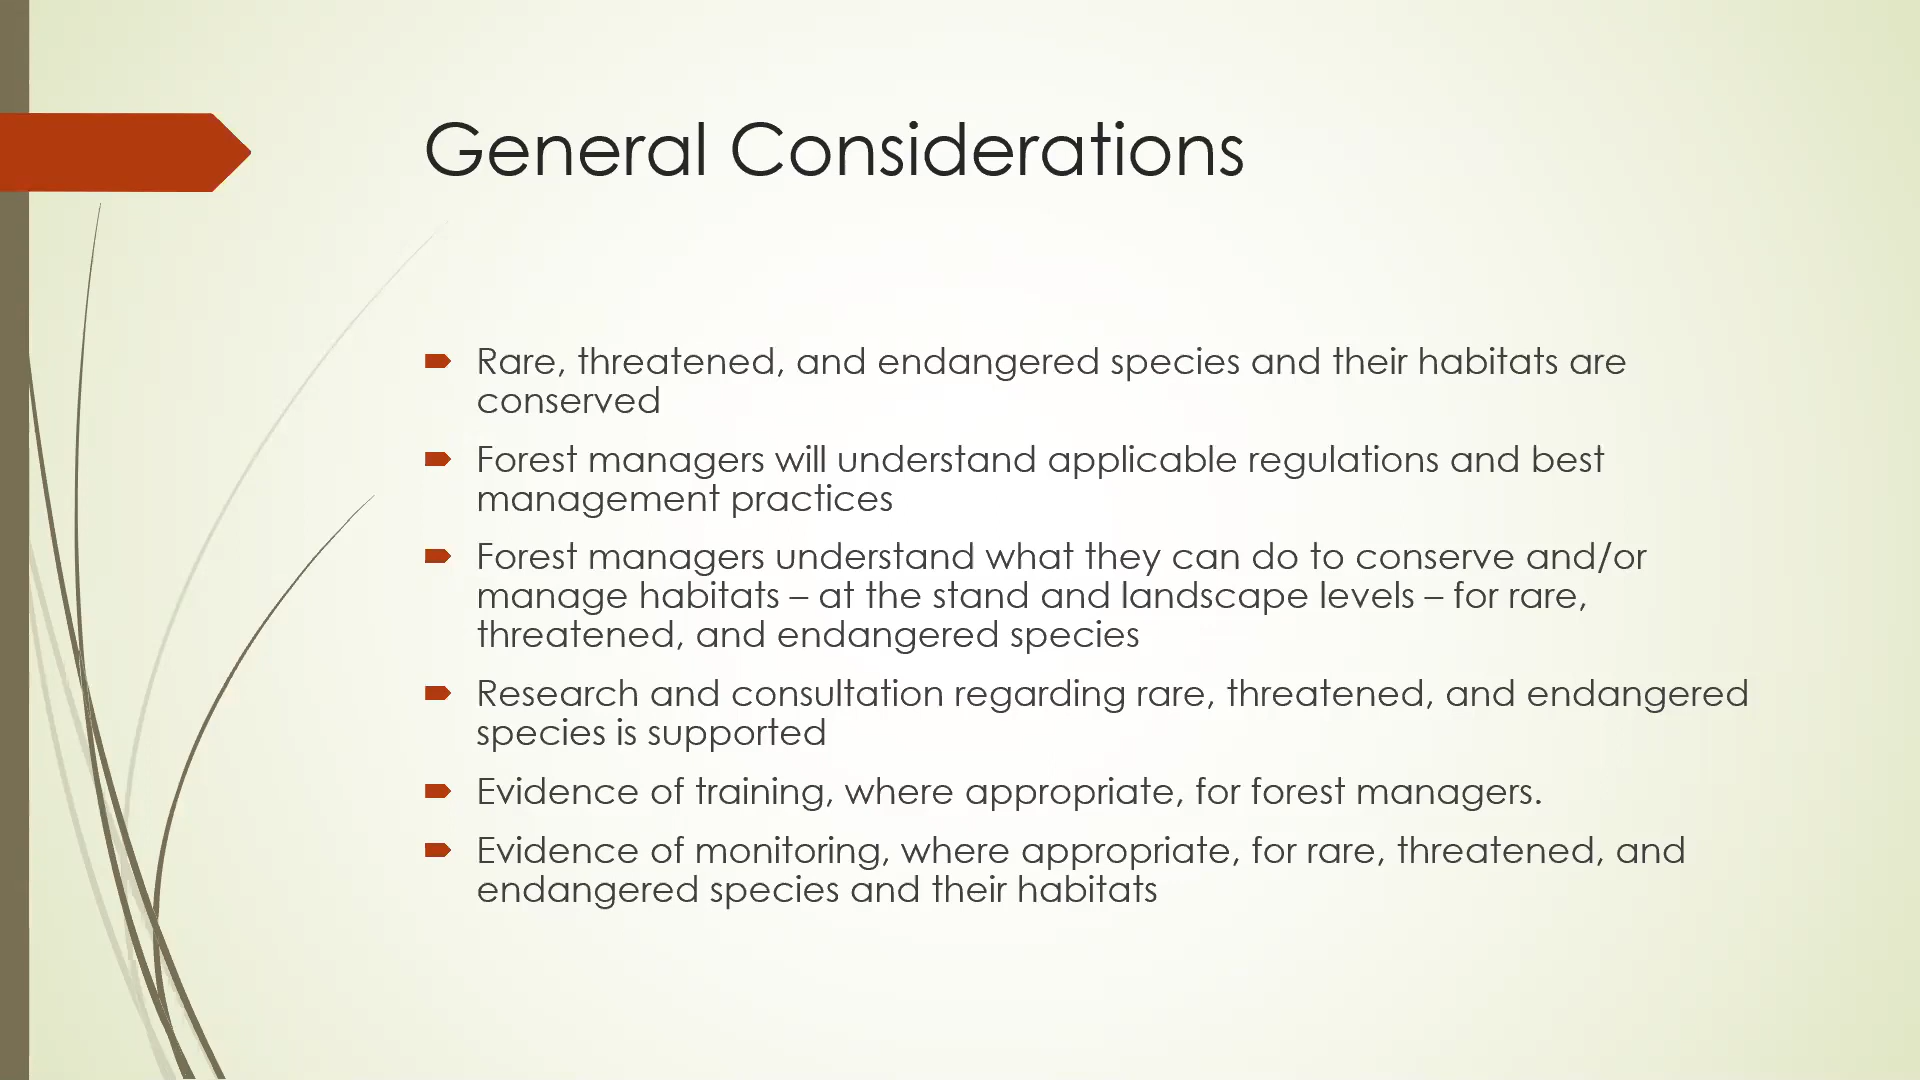 General Considerations
Rare, threatened, and endangered species and their habitats are
conserved
Forest managers will understand applicable regulations and best
management practices
Forest managers understand what they can do to conserve and/or
manage habitats – at the stand and landscape levels – for rare,
threatened, and endangered species
Research and consultation regarding rare, threatened, and endangered
species is supported
Evidence of training, where appropriate, for forest managers.
Evidence of monitoring, where appropriate, for rare, threatened, and
endangered species and their habitats